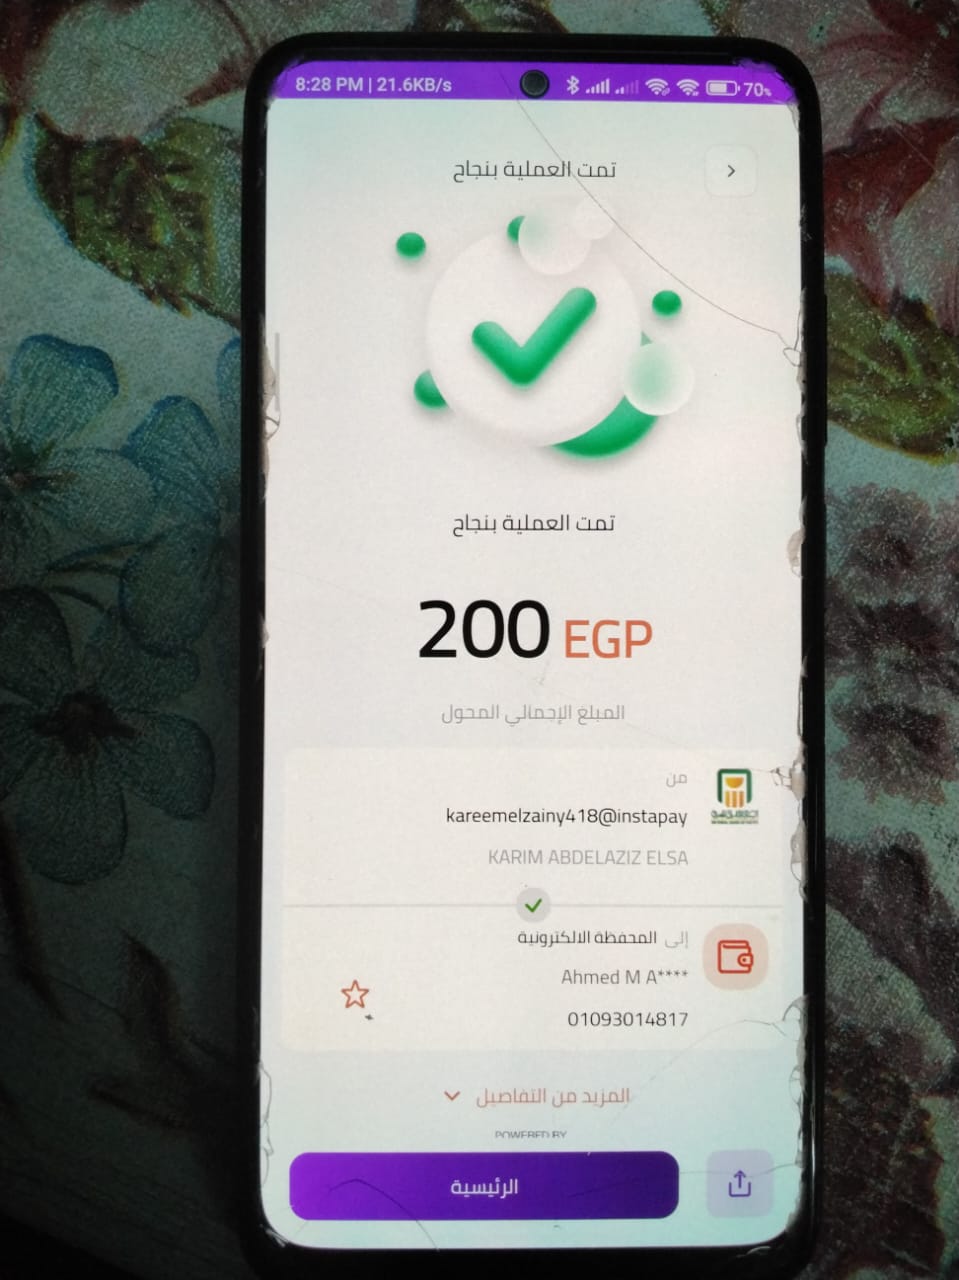 8:28 PM | 21.6KB/s
70%
تمت العملية بنجاح
تمت العملية بنجاح
200 EGP
المبلغ الإجمالي المحول
من
kareemelzainy418@instapay
KARIM ABDELAZIZ ELSA
إلى المحفظة الالكترونية
Ahmed M A****
01093014817
المزيد من التفاصيل
POWERED BY
الرئيسية